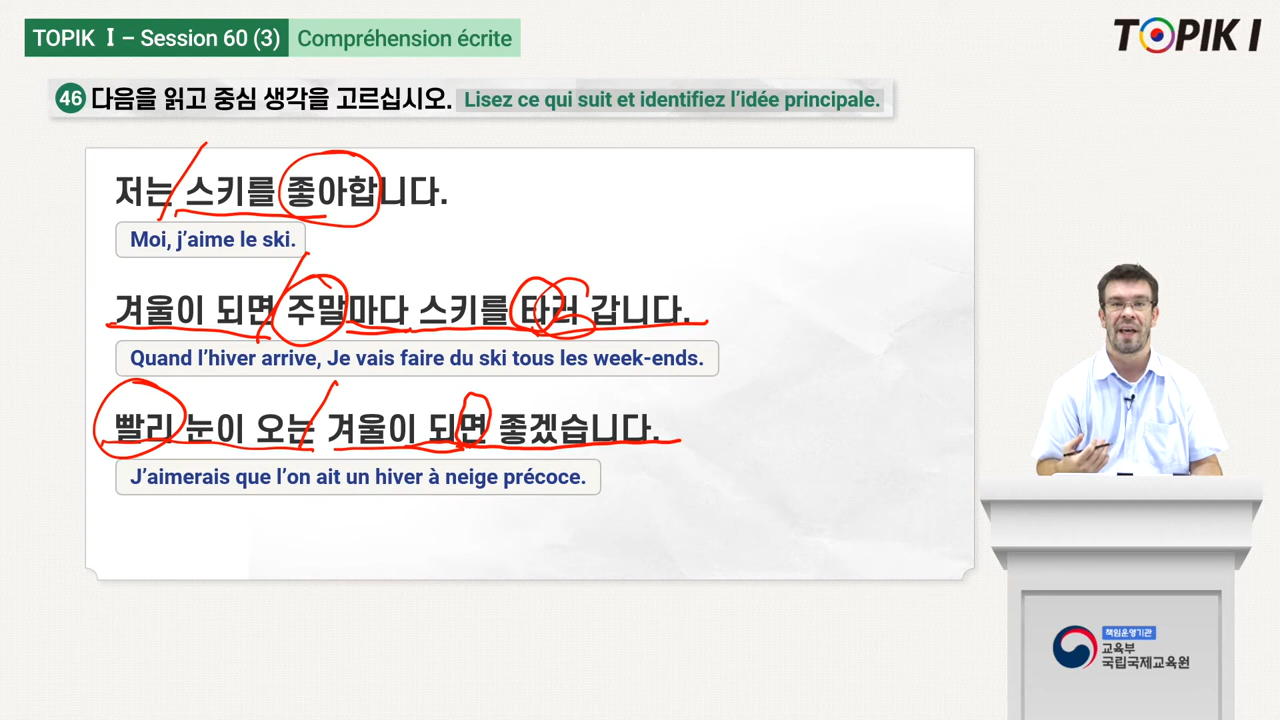 TOPIK I – Session 60 (3) Compréhension écrite
TOPIK I
46 다음을 읽고 중심 생각을 고르십시오. Lisez ce qui suit et identifiez l’idée principale.
저는 스키를 좋아합니다.
Moi, j’aime le ski.
겨울이 되면 주말마다 스키를 타러 갑니다.
Quand l’hiver arrive, Je vais faire du ski tous les week-ends.
빨리 눈이 오는 겨울이 되면 좋겠습니다.
J’aimerais que l’on ait un hiver à neige précoce.
책임운영기관
교육부
국립국제교육원